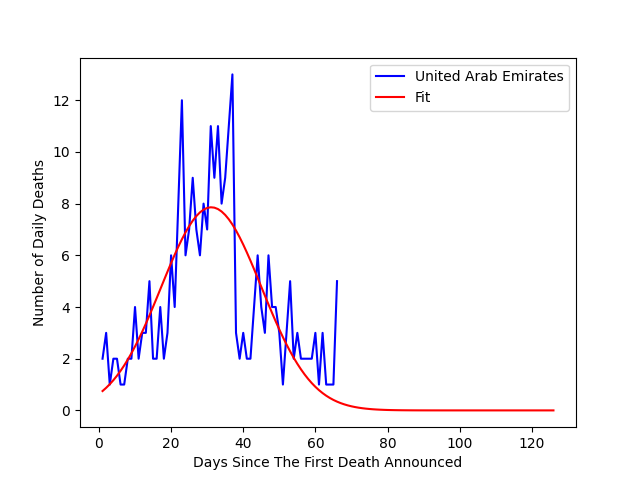 United Arab Emirates
Fit
Number of Daily Deaths
12
10
8
6
4
2
0
0 20 40 60 80 100 120
Days Since The First Death Announced